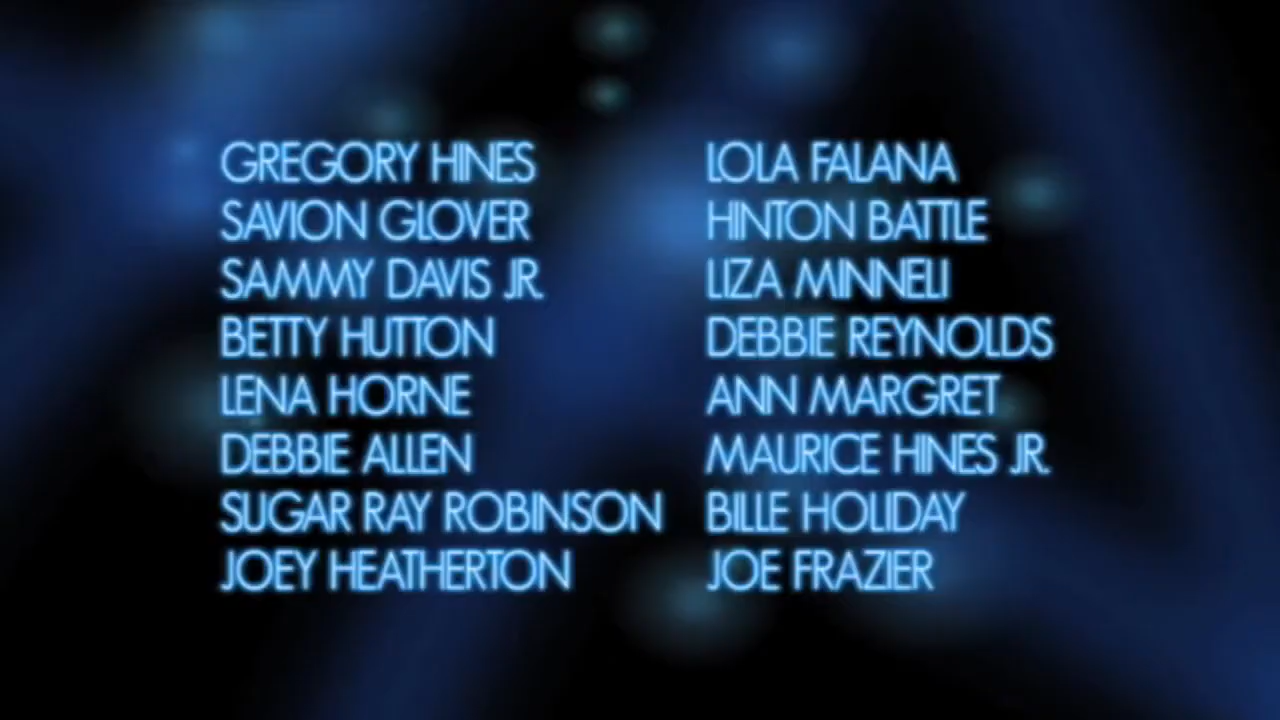 GREGORY HINES
SAVION GLOVER
SAMMY DAVIS JR.
BETTY HUTTON
LENA HORNE
DEBBIE ALLEN
SUGAR RAY ROBINSON
JOEY HEATHERTON
LOLA FALANA
HINTON BATTLE
LIZA MINNELI
DEBBIE REYNOLDS
ANN MARGRET
MAURICE HINES JR.
BILLE HOLIDAY
JOE FRAZIER